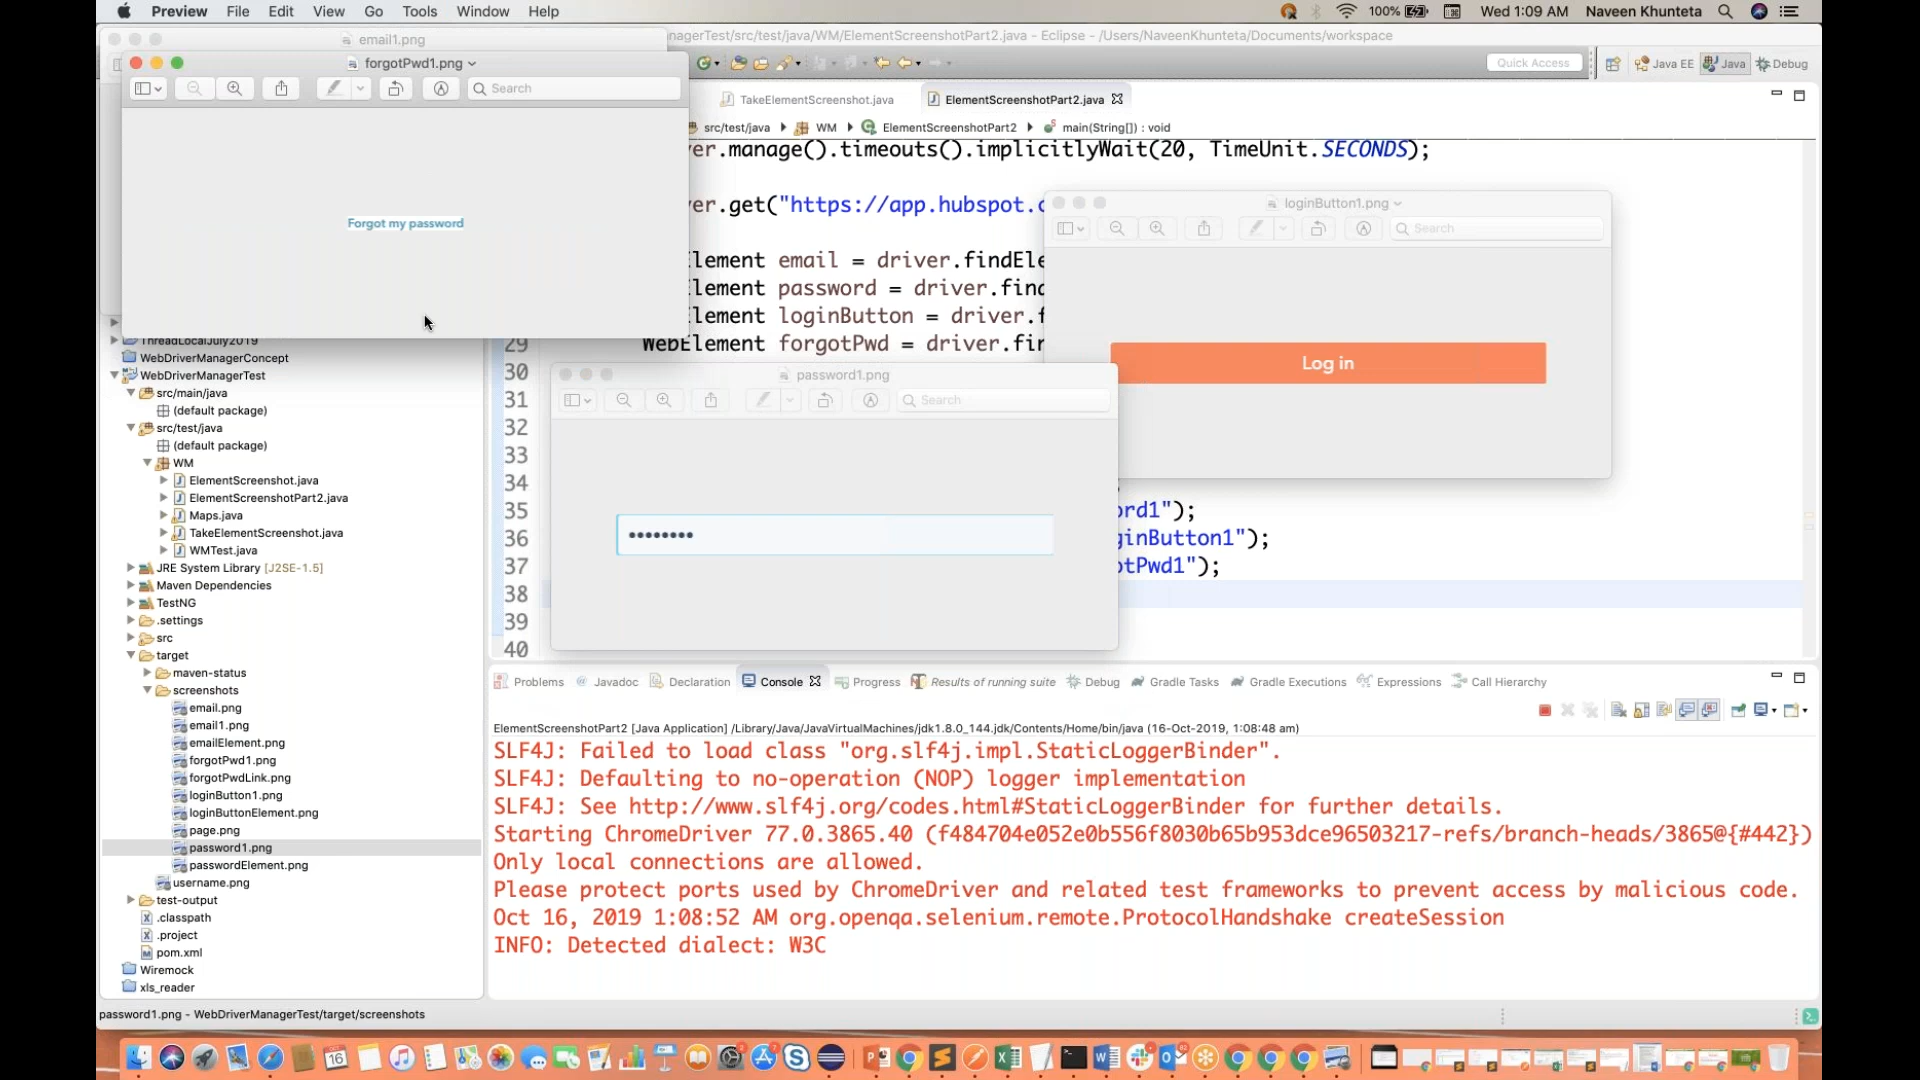 Preview File Edit View Go Tools Window Help
100% Wed 1:09 AM Naveen Khunteta
email1.png
nagerTest/src/test/java/WM/ElementScreenshotPart2.java - Eclipse - /Users/NaveenKhunteta/Documents/workspace
forgotPwd1.png
Search
Quick Access
Java EE Java Debug
TakeElementScreenshot.java ElementScreenshotPart2.java
src/test/java WM ElementScreenshotPart2 main(String[]) : void
er.manage().timeouts().implicitlyWait(20, TimeUnit.SECONDS);
Forgot my password
er.get("https://app.hubspot.c
lement email = driver.findEle
lement password = driver.find
lement loginButton = driver.f
29 WebElement forgotPwd = driver.fir
30
31
32
33
34
35 ord1");
36 ginButton1");
37 otPwd1");
38
39
40
loginButton1.png
Search
Log in
password1.png
Search
ThreadLocalJuly2019
WebDriverManagerConcept
WebDriverManagerTest
src/main/java
(default package)
src/test/java
(default package)
WM
ElementScreenshot.java
ElementScreenshotPart2.java
Maps.java
TakeElementScreenshot.java
WMTest.java
JRE System Library [J2SE-1.5]
Maven Dependencies
TestNG
.settings
src
target
maven-status
screenshots
email.png
email1.png
emailElement.png
forgotPwd1.png
forgotPwdLink.png
loginButton1.png
loginButtonElement.png
page.png
password1.png
passwordElement.png
username.png
test-output
.classpath
.project
pom.xml
Wiremock
xls_reader
Problems Javadoc Declaration Console Progress Results of running suite Debug Gradle Tasks Gradle Executions Expressions Call Hierarchy
ElementScreenshotPart2 [Java Application] /Library/Java/JavaVirtualMachines/jdk1.8.0_144.jdk/Contents/Home/bin/java (16-Oct-2019, 1:08:48 am)
SLF4J: Failed to load class "org.slf4j.impl.StaticLoggerBinder".
SLF4J: Defaulting to no-operation (NOP) logger implementation
SLF4J: See http://www.slf4j.org/codes.html#StaticLoggerBinder for further details.
Starting ChromeDriver 77.0.3865.40 (f484704e052e0b556f8030b65b953dce96503217-refs/branch-heads/3865@{#442})
Only local connections are allowed.
Please protect ports used by ChromeDriver and related test frameworks to prevent access by malicious code.
Oct 16, 2019 1:08:52 AM org.openqa.selenium.remote.ProtocolHandshake createSession
INFO: Detected dialect: W3C
password1.png - WebDriverManagerTest/target/screenshots
16